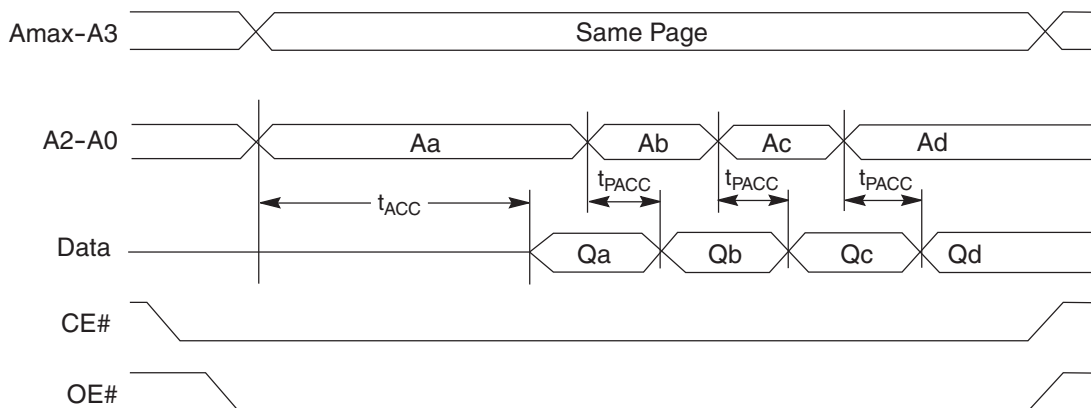 Amax-A3
Same Page
A2-A0
Aa
Ab
Ac
Ad
tACC
tPACC
tPACC
tPACC
Data
Qa
Qb
Qc
Qd
CE#
OE#